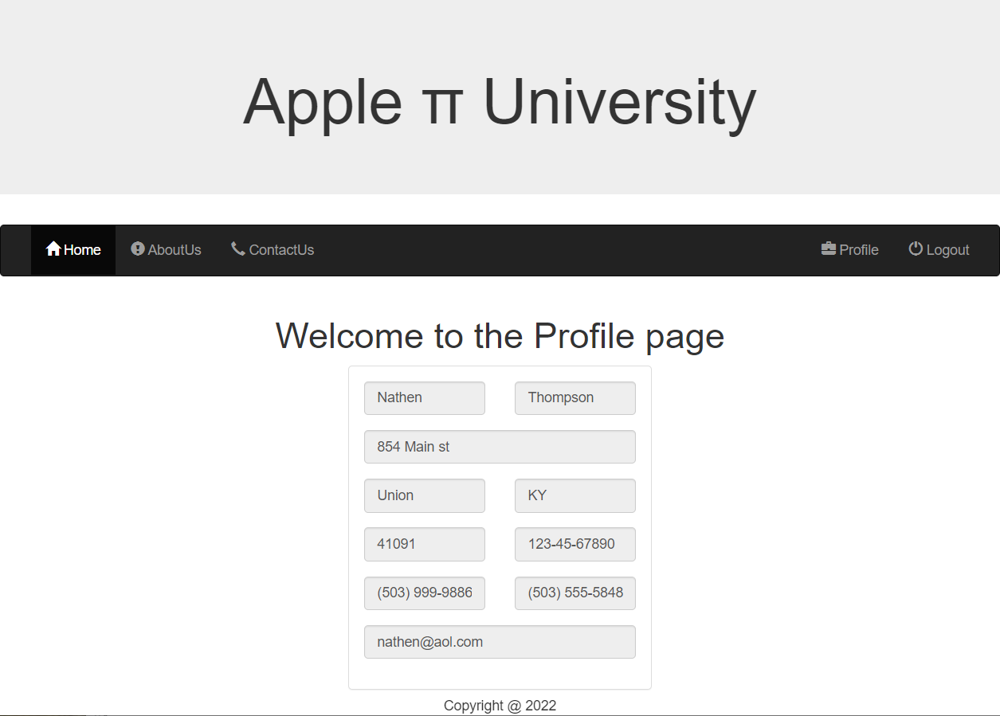 Apple π University
Home AboutUs ContactUs Profile Logout
Welcome to the Profile page
Nathen Thompson
854 Main st
Union KY
41091 123-45-67890
(503) 999-9886 (503) 555-5848
nathen@aol.com
Copyright @ 2022